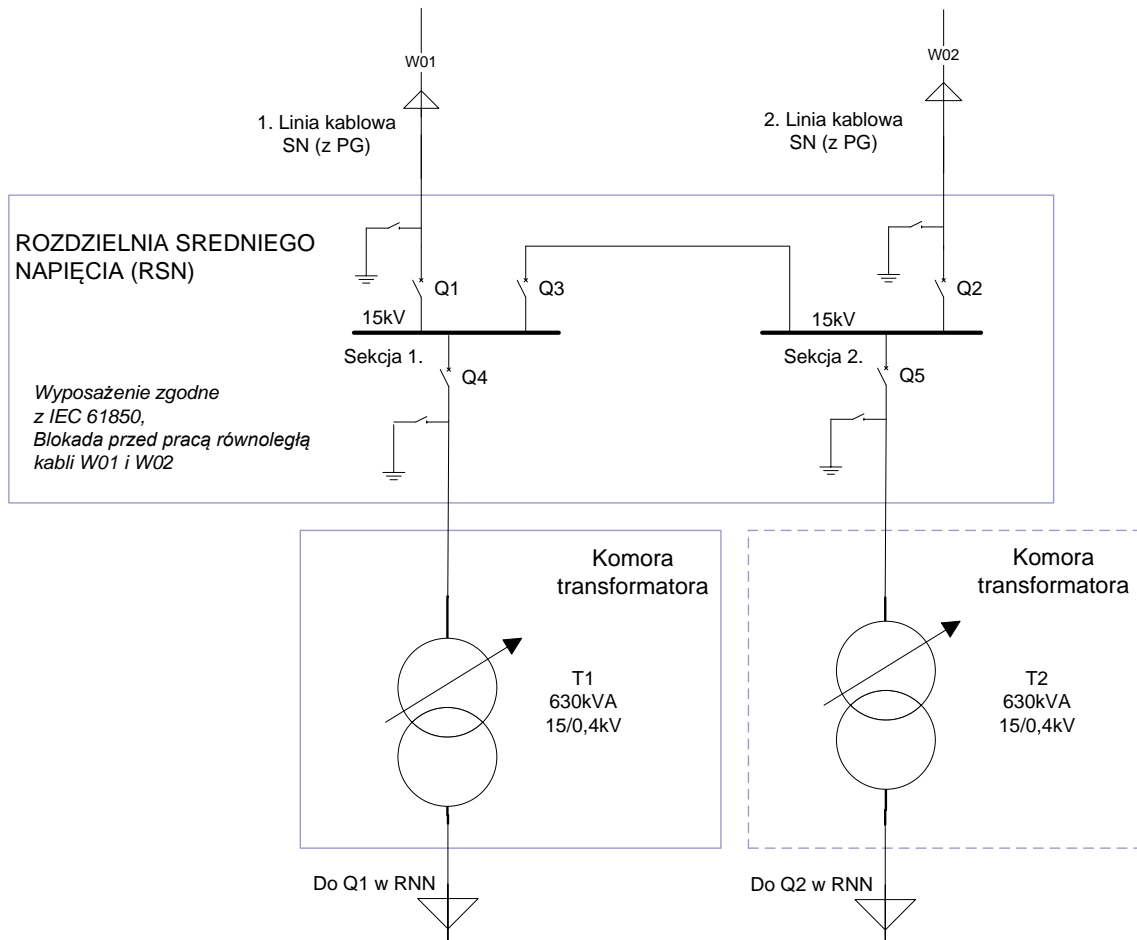 W01
W02
1. Linia kablowa
SN (z PG)
2. Linia kablowa
SN (z PG)
ROZDZIELNIA SREDNIEGO
NAPIĘCIA (RSN)
Q1
Q3
Q2
15kV
15kV
Sekcja 1.
Sekcja 2.
Q4
Q5
Wyposażenie zgodne
z IEC 61850,
Blokada przed pracą równoległą
kabli W01 i W02
Komora
transformatora
Komora
transformatora
T1
630kVA
15/0,4kV
T2
630kVA
15/0,4kV
Do Q1 w RNN
Do Q2 w RNN